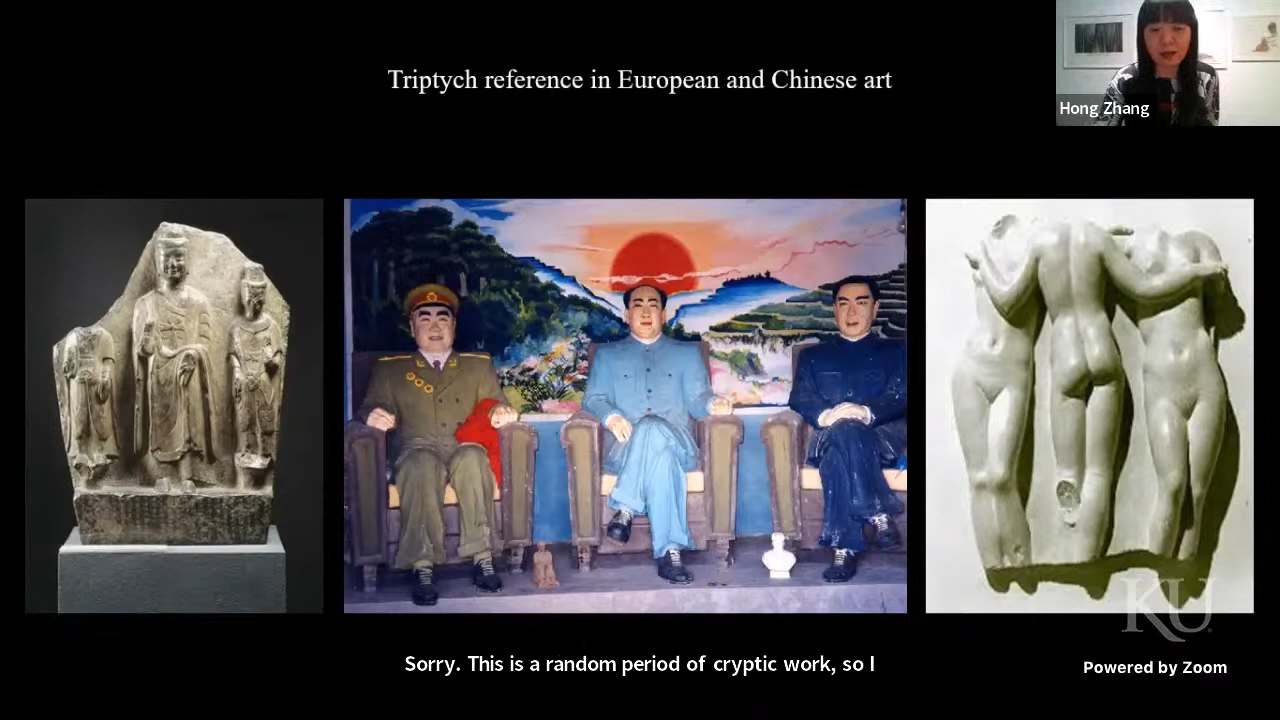 Triptych reference in European and Chinese art
Hong Zhang
KU
Sorry. This is a random period of cryptic work, so I
Powered by Zoom